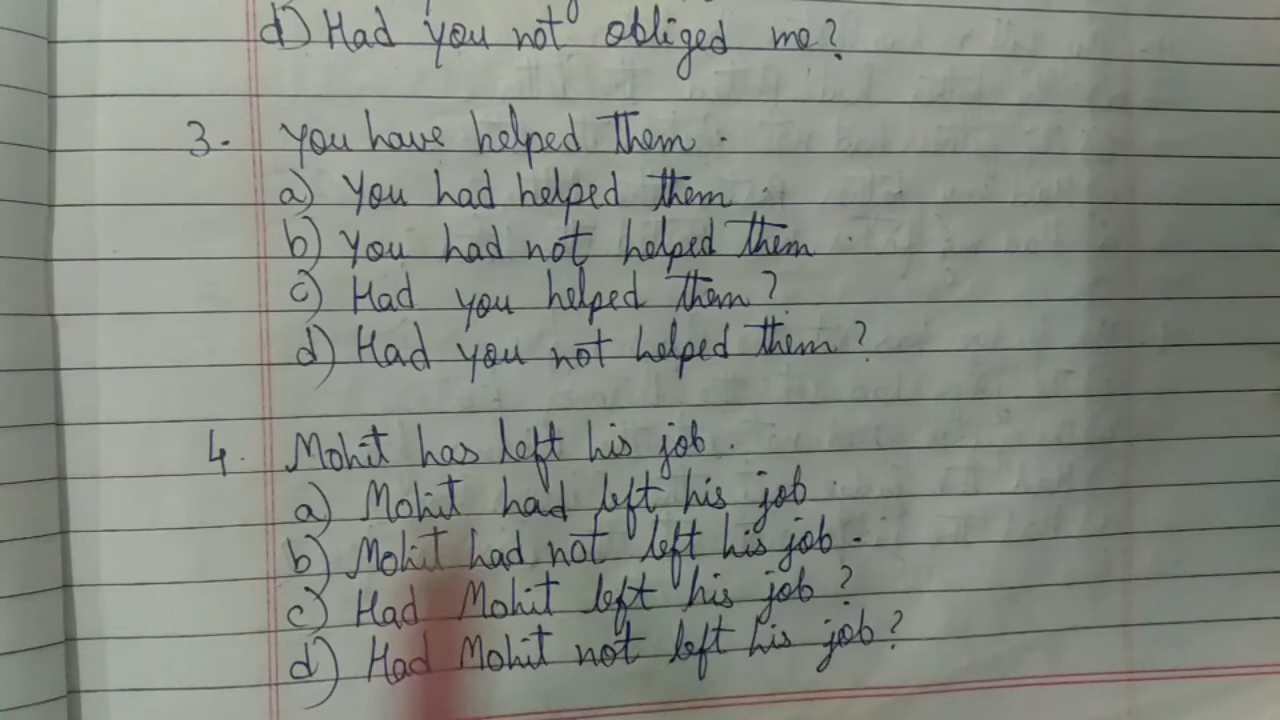 d) Had you not obliged me?
3. You have helped them.
a) You had helped them.
b) You had not helped them.
c) Had you helped them?
d) Had you not helped them?
4. Mohit has left his job.
a) Mohit had left his job.
b) Mohit had not left his job.
c) Had Mohit left his job?
d) Had Mohit not left his job?